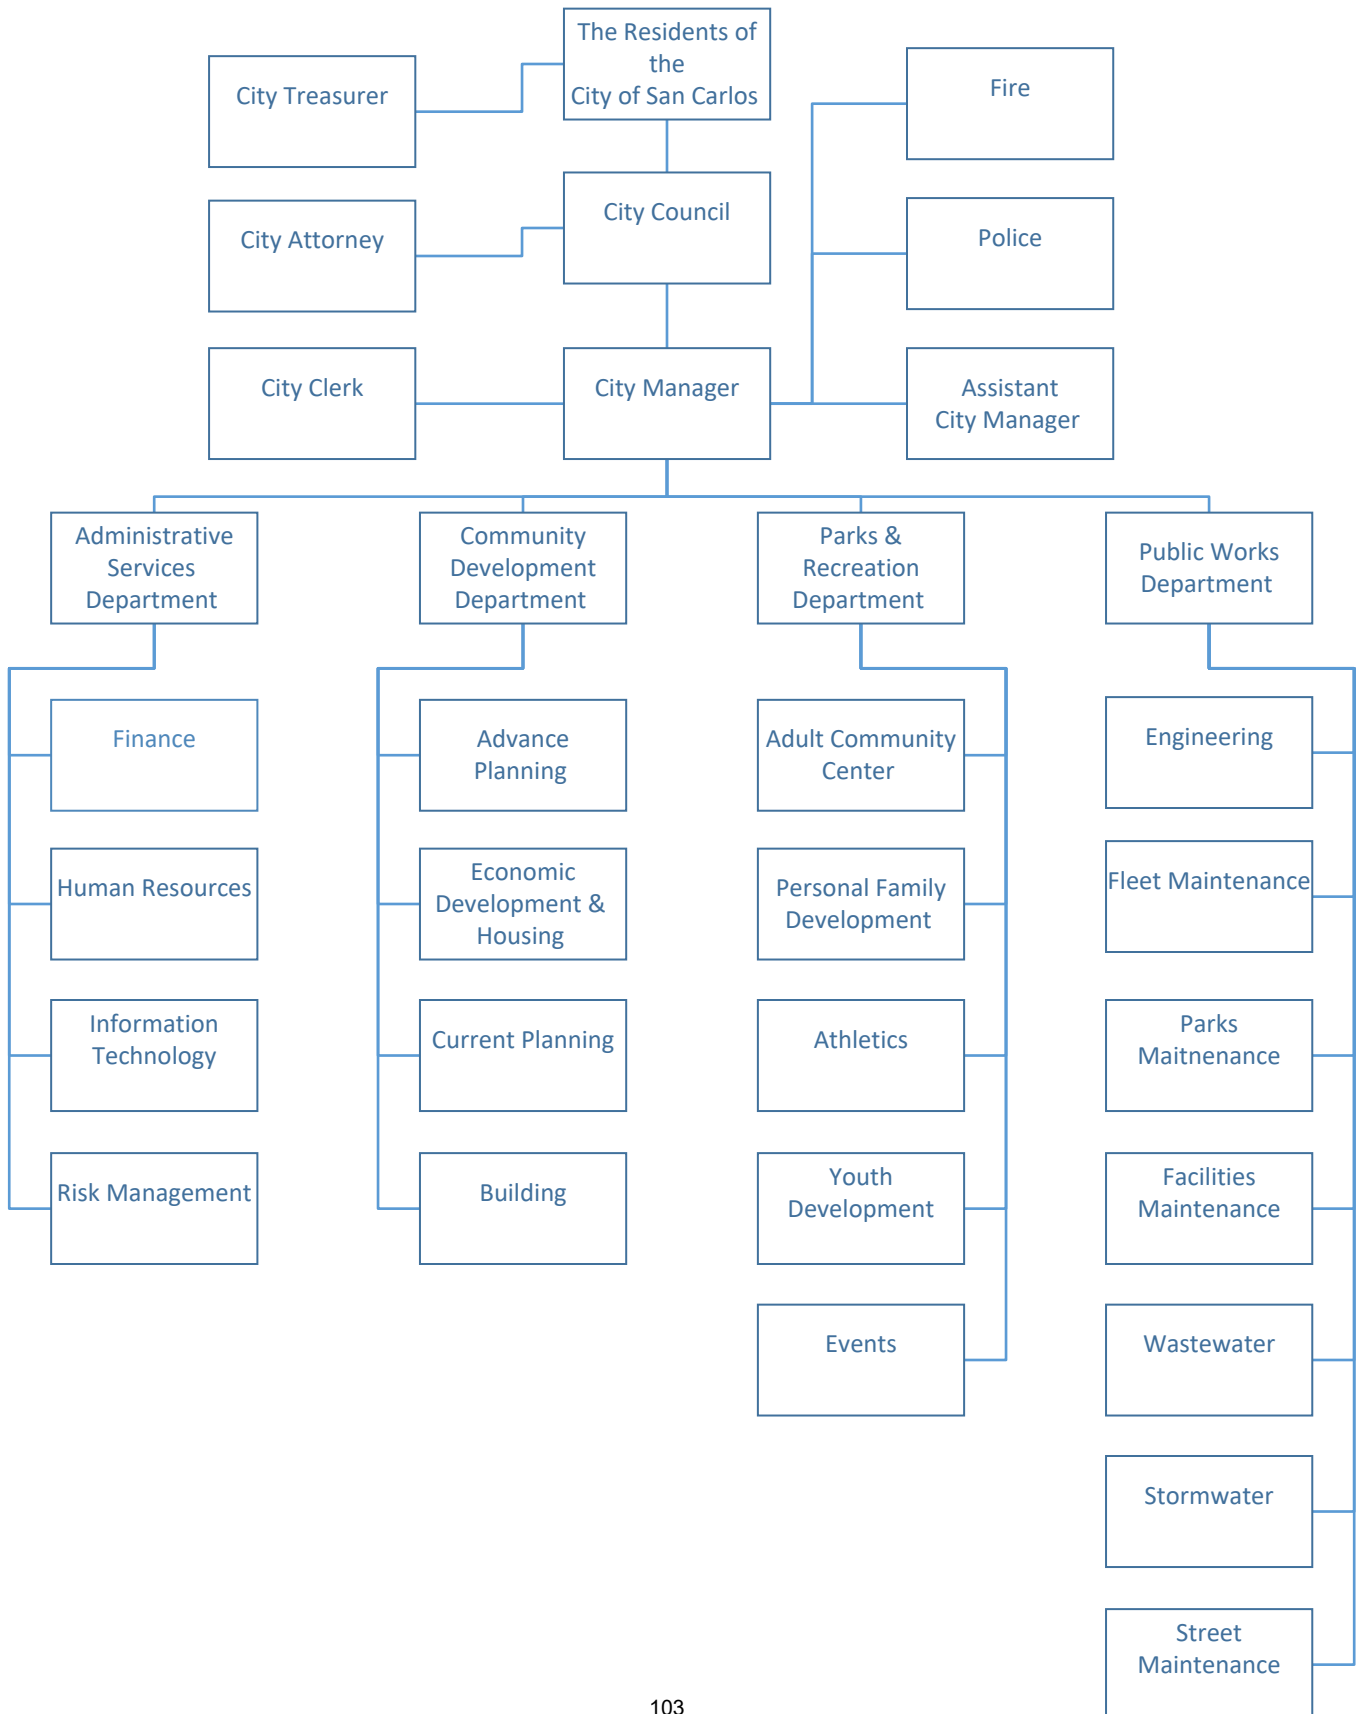 The Residents of
the
City of San Carlos
City Treasurer
Fire
City Council
City Attorney
Police
City Clerk
City Manager
Assistant
City Manager
Administrative
Services
Department
Community
Development
Department
Parks &
Recreation
Department
Public Works
Department
Finance
Human Resources
Information
Technology
Risk Management
Advance
Planning
Economic
Development &
Housing
Current Planning
Building
Adult Community
Center
Personal Family
Development
Athletics
Youth
Development
Events
Engineering
Fleet Maintenance
Parks
Maitnenance
Facilities
Maintenance
Wastewater
Stormwater
Street
Maintenance
103